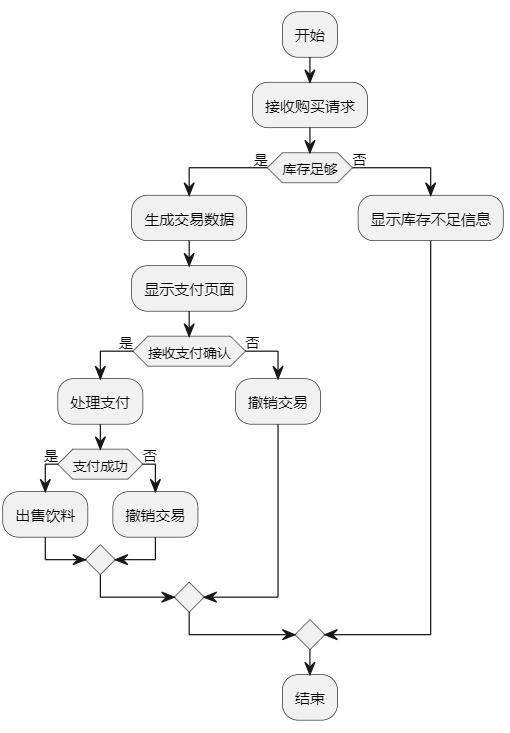 开始
接收购买请求
是
库存足够
否
生成交易数据
显示库存不足信息
显示支付页面
是
接收支付确认
否
处理支付
撤销交易
是
支付成功
否
出售饮料
撤销交易
结束